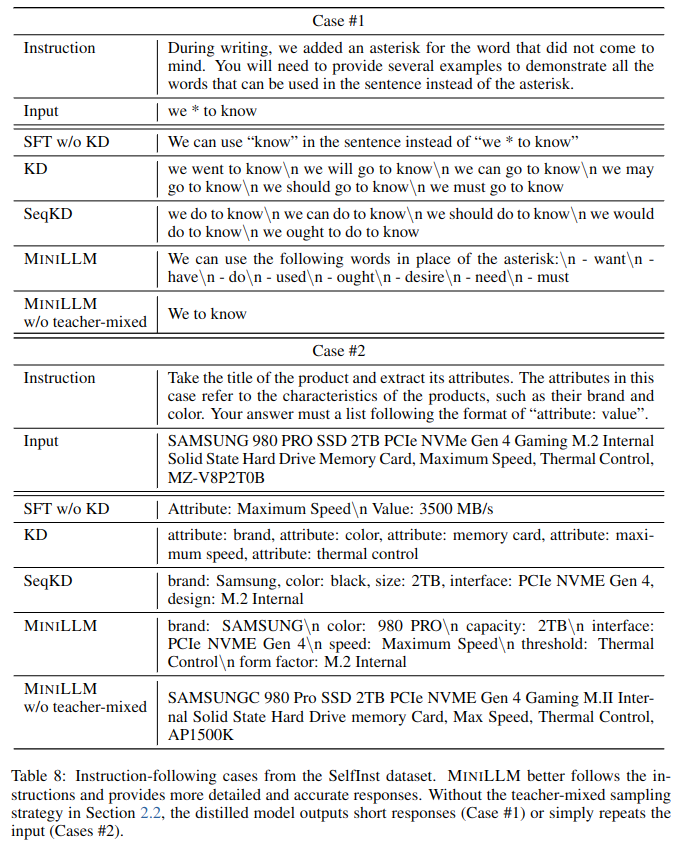 Case #1
Instruction
During writing, we added an asterisk for the word that did not come to
mind. You will need to provide several examples to demonstrate all the
words that can be used in the sentence instead of the asterisk.
Input
we * to know
SFT w/o KD
We can use “know” in the sentence instead of “we * to know”
KD
we went to know\n we will go to know\n we can go to know\n we may
go to know\n we should go to know\n we must go to know
SeqKD
we do to know\n we can do to know\n we should do to know\n we would
do to know\n we ought to do to know
MINILLM
We can use the following words in place of the asterisk:\n - want\n -
have\n - do\n - used\n - ought\n - desire\n - need\n - must
MINILLM
w/o teacher-mixed
We to know
Case #2
Instruction
Take the title of the product and extract its attributes. The attributes in this
case refer to the characteristics of the products, such as their brand and
color. Your answer must a list following the format of “attribute: value”.
Input
SAMSUNG 980 PRO SSD 2TB PCIe NVMe Gen 4 Gaming M.2 Internal
Solid State Hard Drive Memory Card, Maximum Speed, Thermal Control,
MZ-V8P2T0B
SFT w/o KD
Attribute: Maximum Speed\n Value: 3500 MB/s
KD
attribute: brand, attribute: color, attribute: memory card, attribute: maxi-
mum speed, attribute: thermal control
SeqKD
brand: Samsung, color: black, size: 2TB, interface: PCIe NVME Gen 4,
design: M.2 Internal
MINILLM
brand: SAMSUNG\n color: 980 PRO\n capacity: 2TB\n interface:
PCIe NVME Gen 4\n speed: Maximum Speed\n threshold: Thermal
Control\n form factor: M.2 Internal
MINILLM
w/o teacher-mixed
SAMSUNGC 980 Pro SSD 2TB PCIe NVME Gen 4 Gaming M.II Inter-
nal Solid State Hard Drive memory Card, Max Speed, Thermal Control,
AP1500K
Table 8: Instruction-following cases from the SelfInst dataset. MINILLM better follows the in-
structions and provides more detailed and accurate responses. Without the teacher-mixed sampling
strategy in Section 2.2, the distilled model outputs short responses (Case #1) or simply repeats the
input (Cases #2).